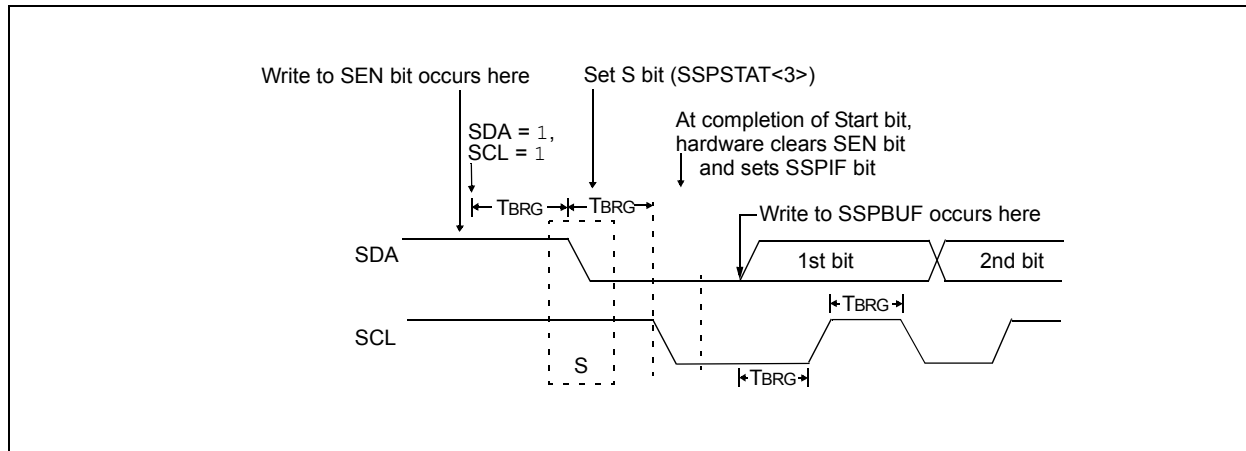 Write to SEN bit occurs here
Set S bit (SSPSTAT<3>)
SDA = 1,
SCL = 1
At completion of Start bit,
hardware clears SEN bit
and sets SSPIF bit
TBRG
TBRG
Write to SSPBUF occurs here
SDA
1st bit
2nd bit
TBRG
SCL
S
TBRG